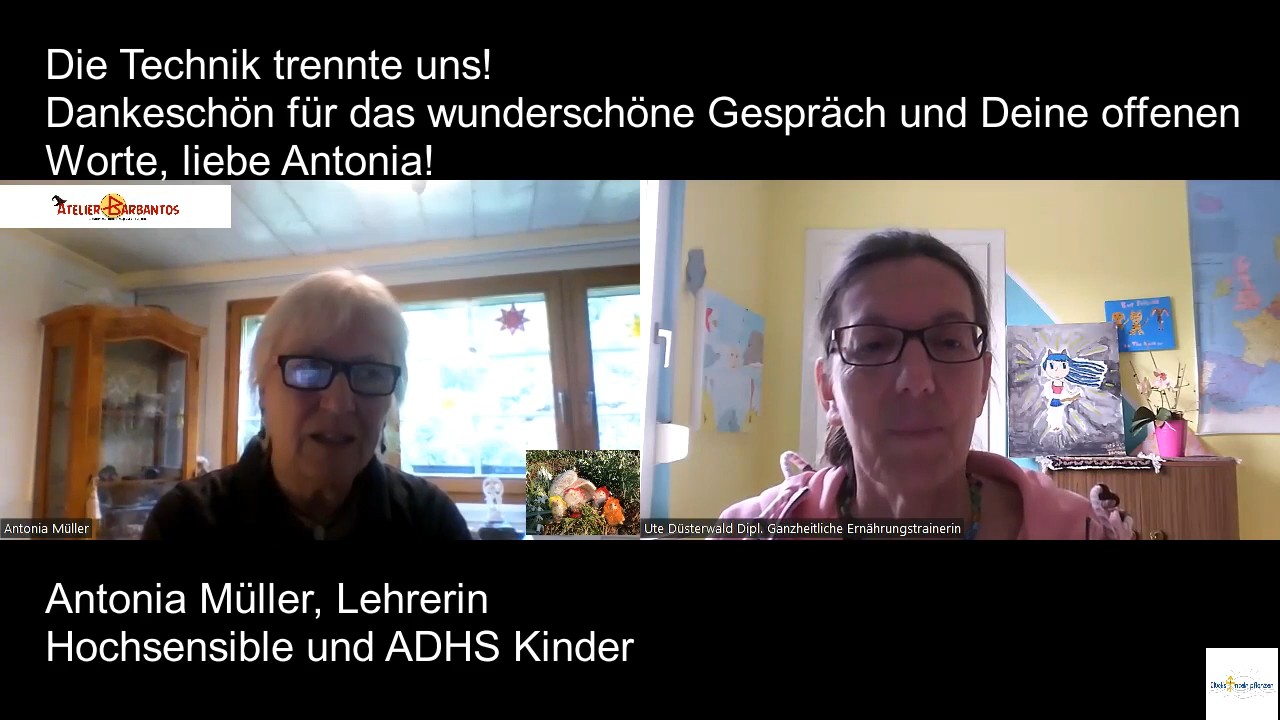 Die Technik trennte uns!
Dankeschön für das wunderschöne Gespräch und Deine offenen
Worte, liebe Antonia!
ATELIER BARBANTOS
Antonia Müller
Ute Düsterwald Dipl. Ganzheitliche Ernährungstrainerin
Antonia Müller, Lehrerin
Hochsensible und ADHS Kinder